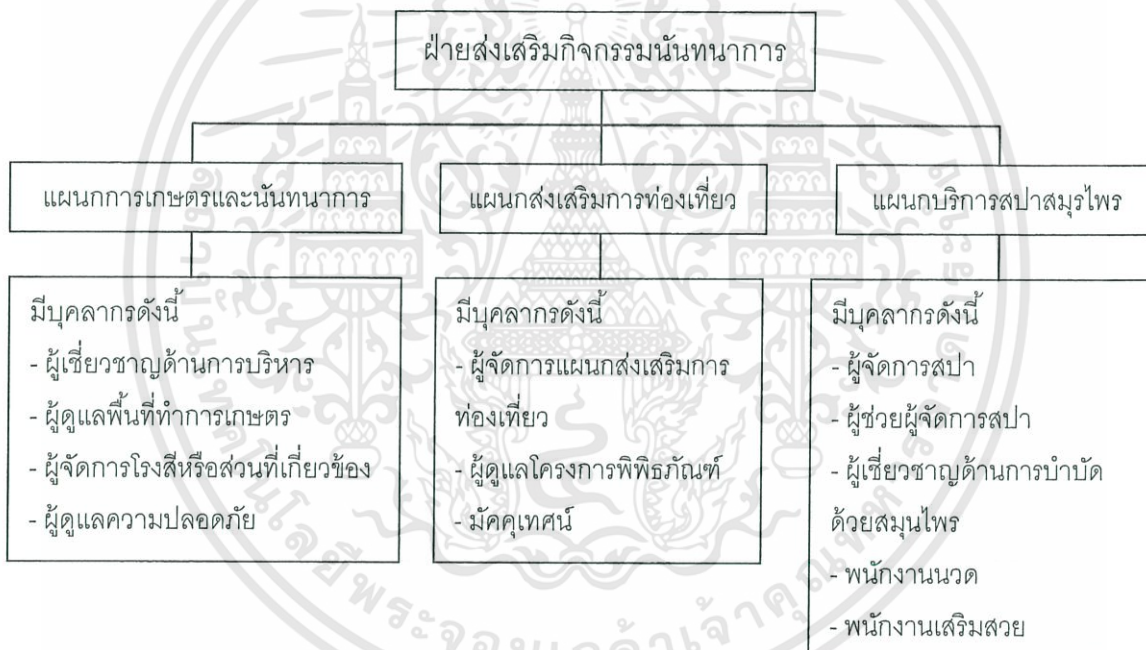 ฝ่ายส่งเสริมกิจกรรมนันทนาการ
แผนกการเกษตรและนันทนาการ
แผนกส่งเสริมการท่องเที่ยว
แผนกบริการสปาสมุรไพร
มีบุคลากรดังนี้
- ผู้เชี่ยวชาญด้านการบริหาร
- ผู้ดูแลพื้นที่ทำการเกษตร
- ผู้จัดการโรงสีหรือส่วนที่เกี่ยวข้อง
- ผู้ดูแลความปลอดภัย
มีบุคลากรดังนี้
- ผู้จัดการแผนกส่งเสริมการ
ท่องเที่ยว
- ผู้ดูแลโครงการพิพิธภัณฑ์
- มัคคุเทศน์
มีบุคลากรดังนี้
- ผู้จัดการสปา
- ผู้ช่วยผู้จัดการสปา
- ผู้เชี่ยวชาญด้านการบำบัด
ด้วยสมุนไพร
- พนักงานนวด
- พนักงานเสริมสวย